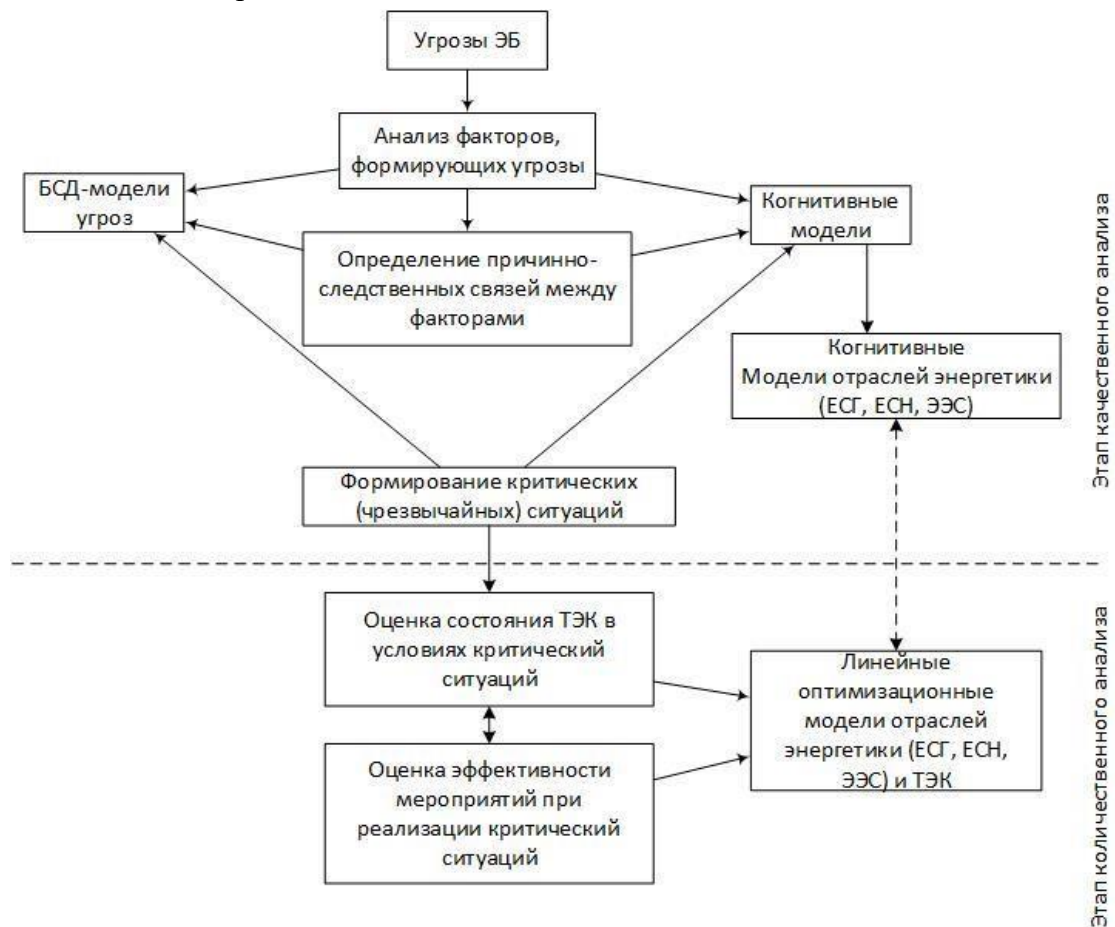 Угрозы ЭБ
Анализ факторов,
формирующих угрозы
БСД-модели
угроз
Когнитивные
модели
Определение причинно-
следственных связей между
факторами
Когнитивные
Модели отраслей энергетики
(ЕСГ, ЕСН, ЭЭС)
Формирование критических
(чрезвычайных) ситуаций
Этап качественного анализа
Оценка состояния ТЭК в
условиях критический
ситуаций
Линейные
оптимизационные
модели отраслей
энергетики (ЕСГ, ЕСН,
ЭЭС) и ТЭК
Оценка эффективности
мероприятий при
реализации критический
ситуаций
Этап количественного анализа